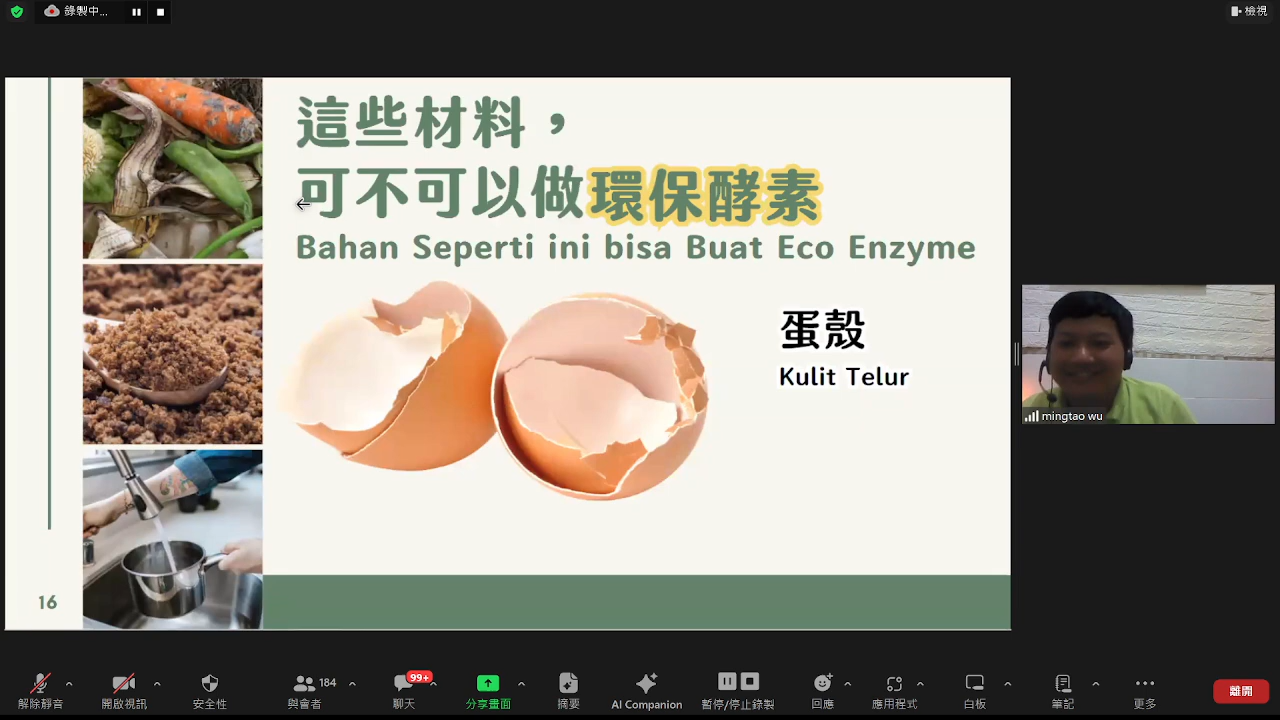 錄製中...
檢視
這些材料，
可不可以做環保酵素
Bahan Seperti ini bisa Buat Eco Enzyme
蛋殼
Kulit Telur
16
mingtao wu
184
99+
解除靜音
開啟視訊
安全性
與會者
聊天
分享畫面
摘要
AI Companion
暫停/停止錄製
回應
應用程式
白板
筆記
更多
離開